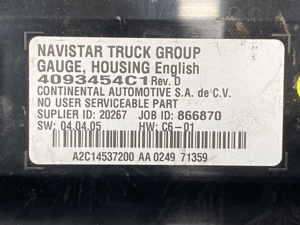 NAVISTAR TRUCK GROUP
GAUGE, HOUSING English
4093454C1 Rev. D
CONTINENTAL AUTOMOTIVE S.A. de C.V.
NO USER SERVICEABLE PART
SUPPLIER ID: 20267 JOB ID: 866870
SW: 04.04.05 HW: C6-01
A2C14537200 AA 0249 71359